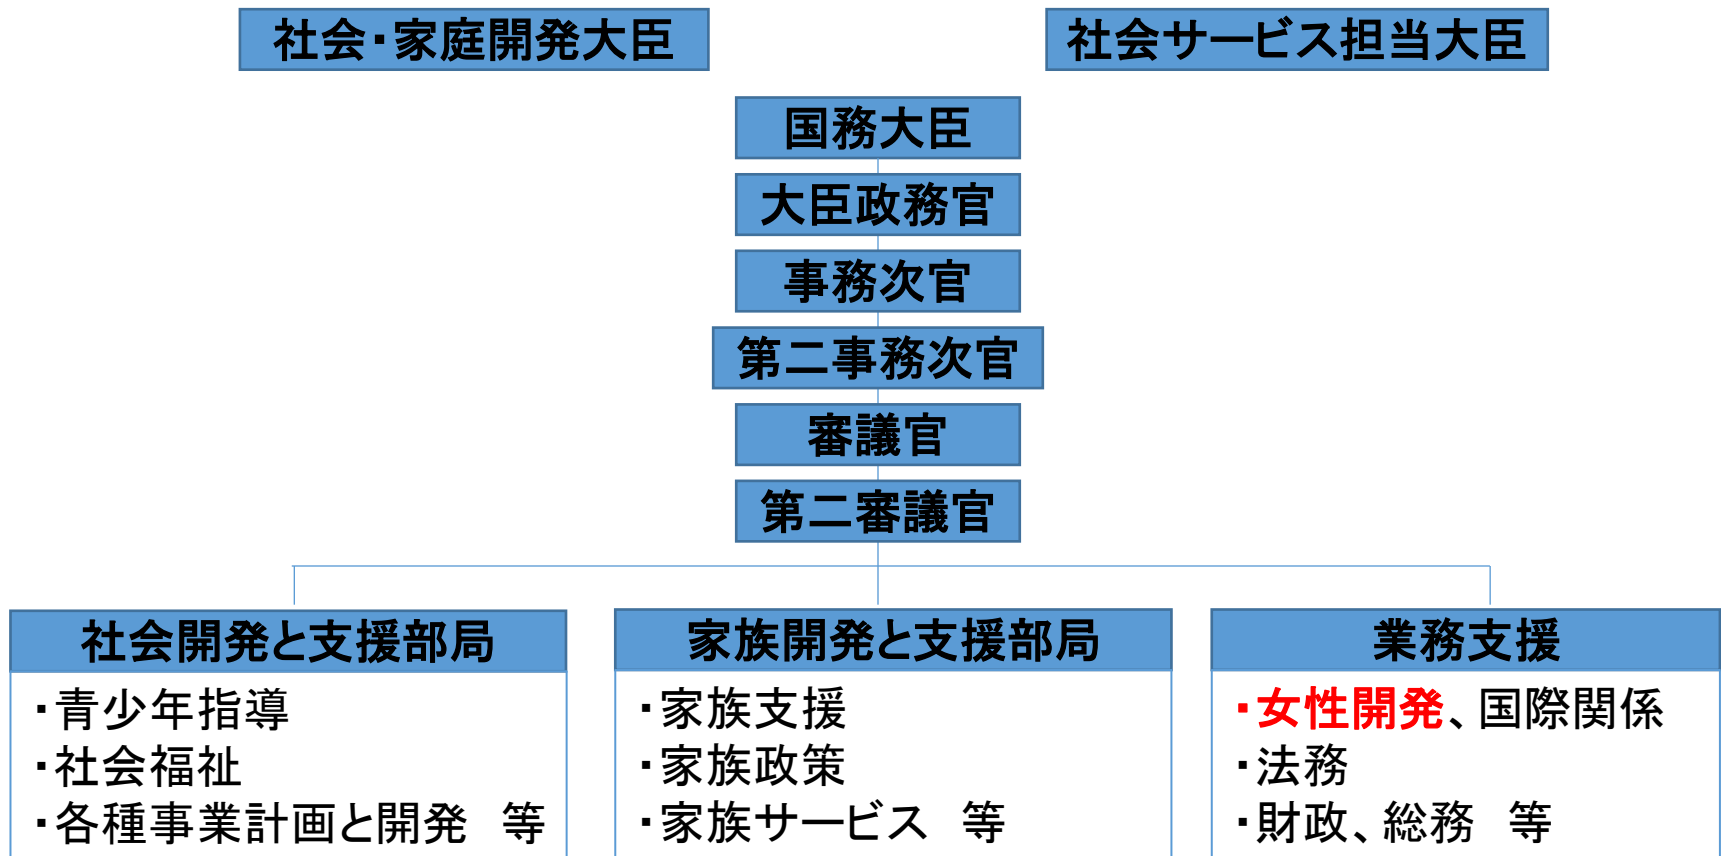 社会・家庭開発大臣
社会サービス担当大臣
国務大臣
大臣政務官
事務次官
第二事務次官
審議官
第二審議官
社会開発と支援部局
・青少年指導
・社会福祉
・各種事業計画と開発　等
家族開発と支援部局
・家族支援
・家族政策
・家族サービス　等
業務支援
・女性開発、国際関係
・法務
・財政、総務　等